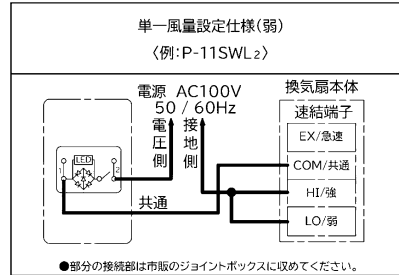 単一風量設定仕様(弱)
〈例:P-11SWL₂〉
電源 AC100V
50 / 60Hz
電圧側
接地側
換気扇本体
速結端子
EX/急速
COM/共通
HI/強
LO/弱
LED
1
2
共通
●部分の接続部は市販のジョイントボックスに収めてください。